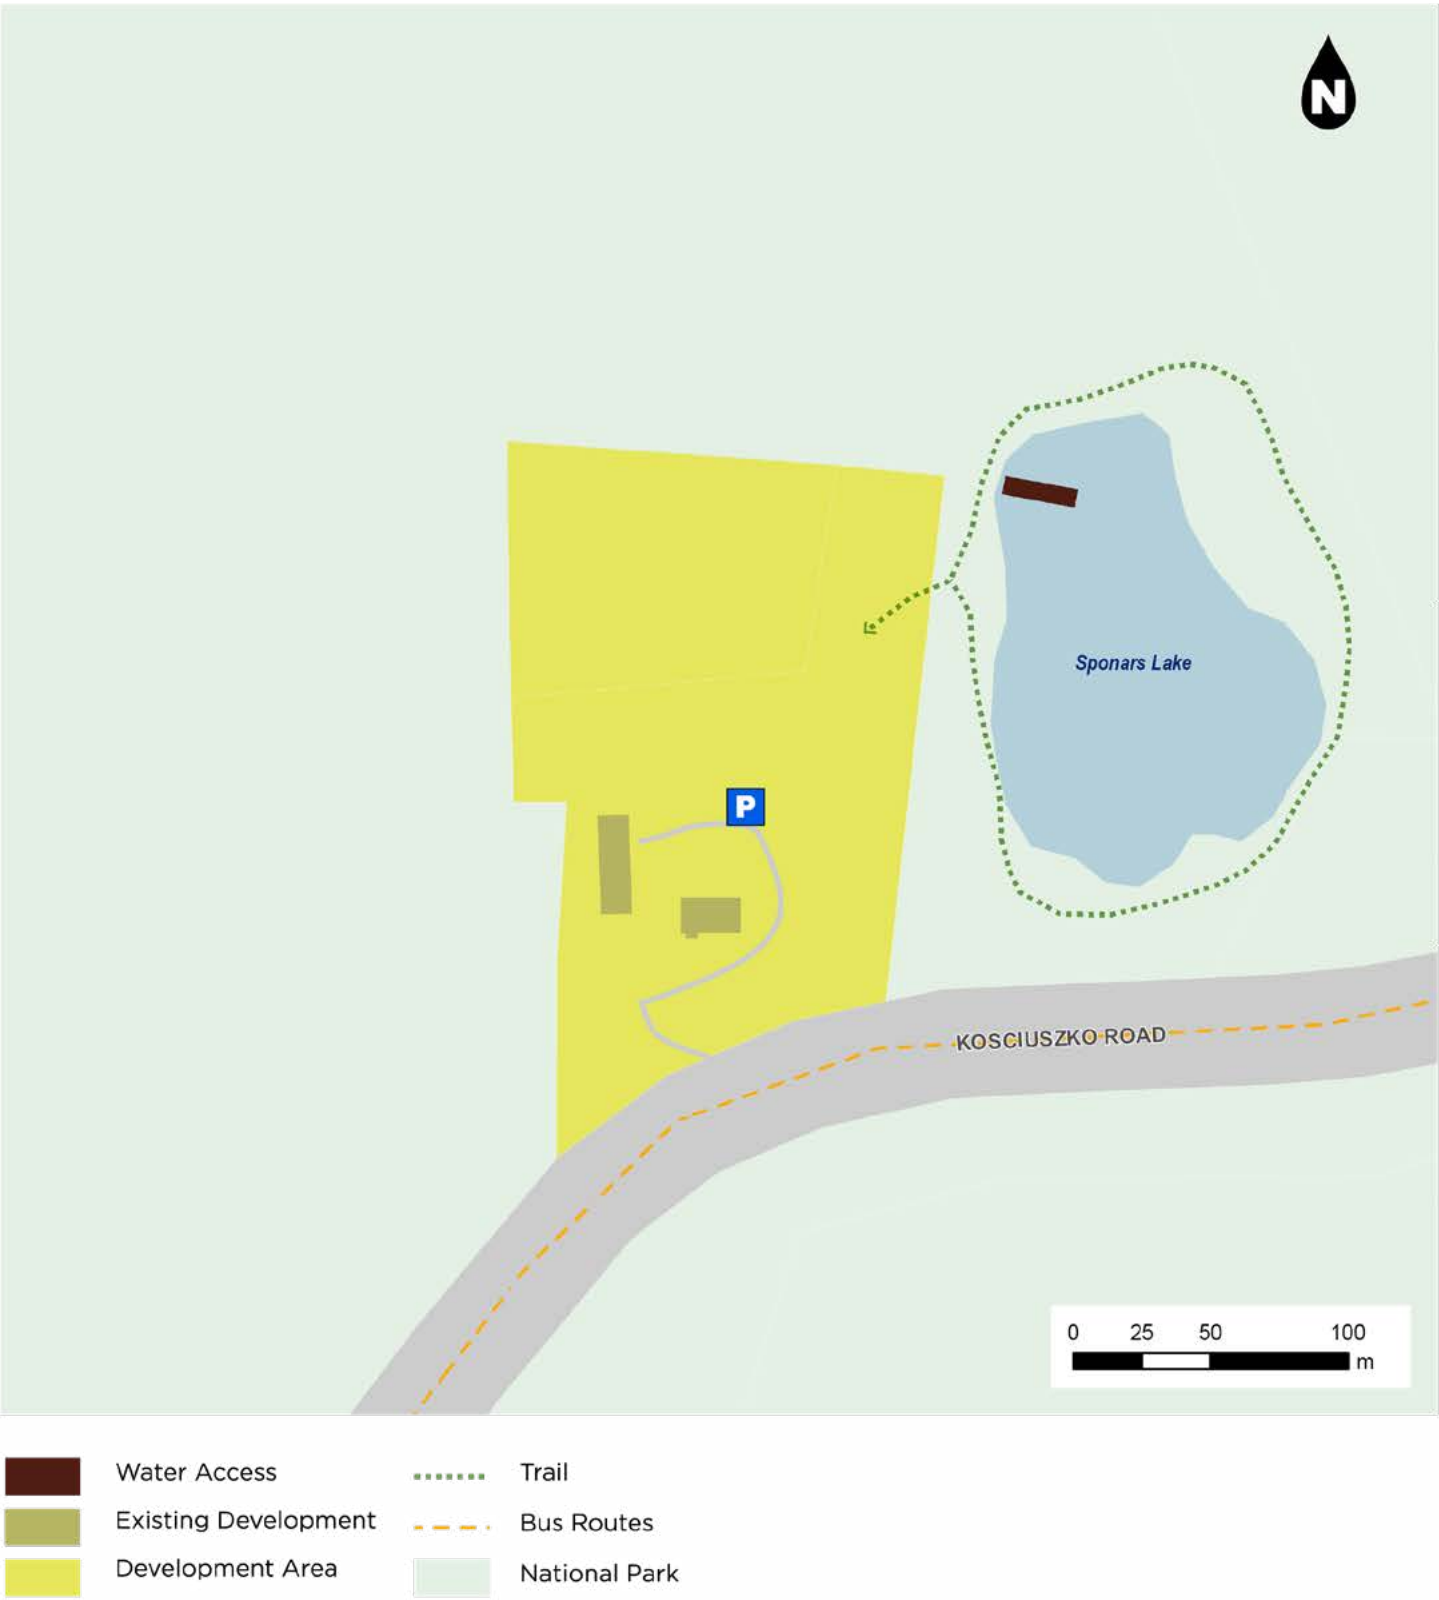 N
Sponars Lake
P
KOSCIUSZKO ROAD
0 25 50 100
m
Water Access
Trail
Existing Development
Bus Routes
Development Area
National Park